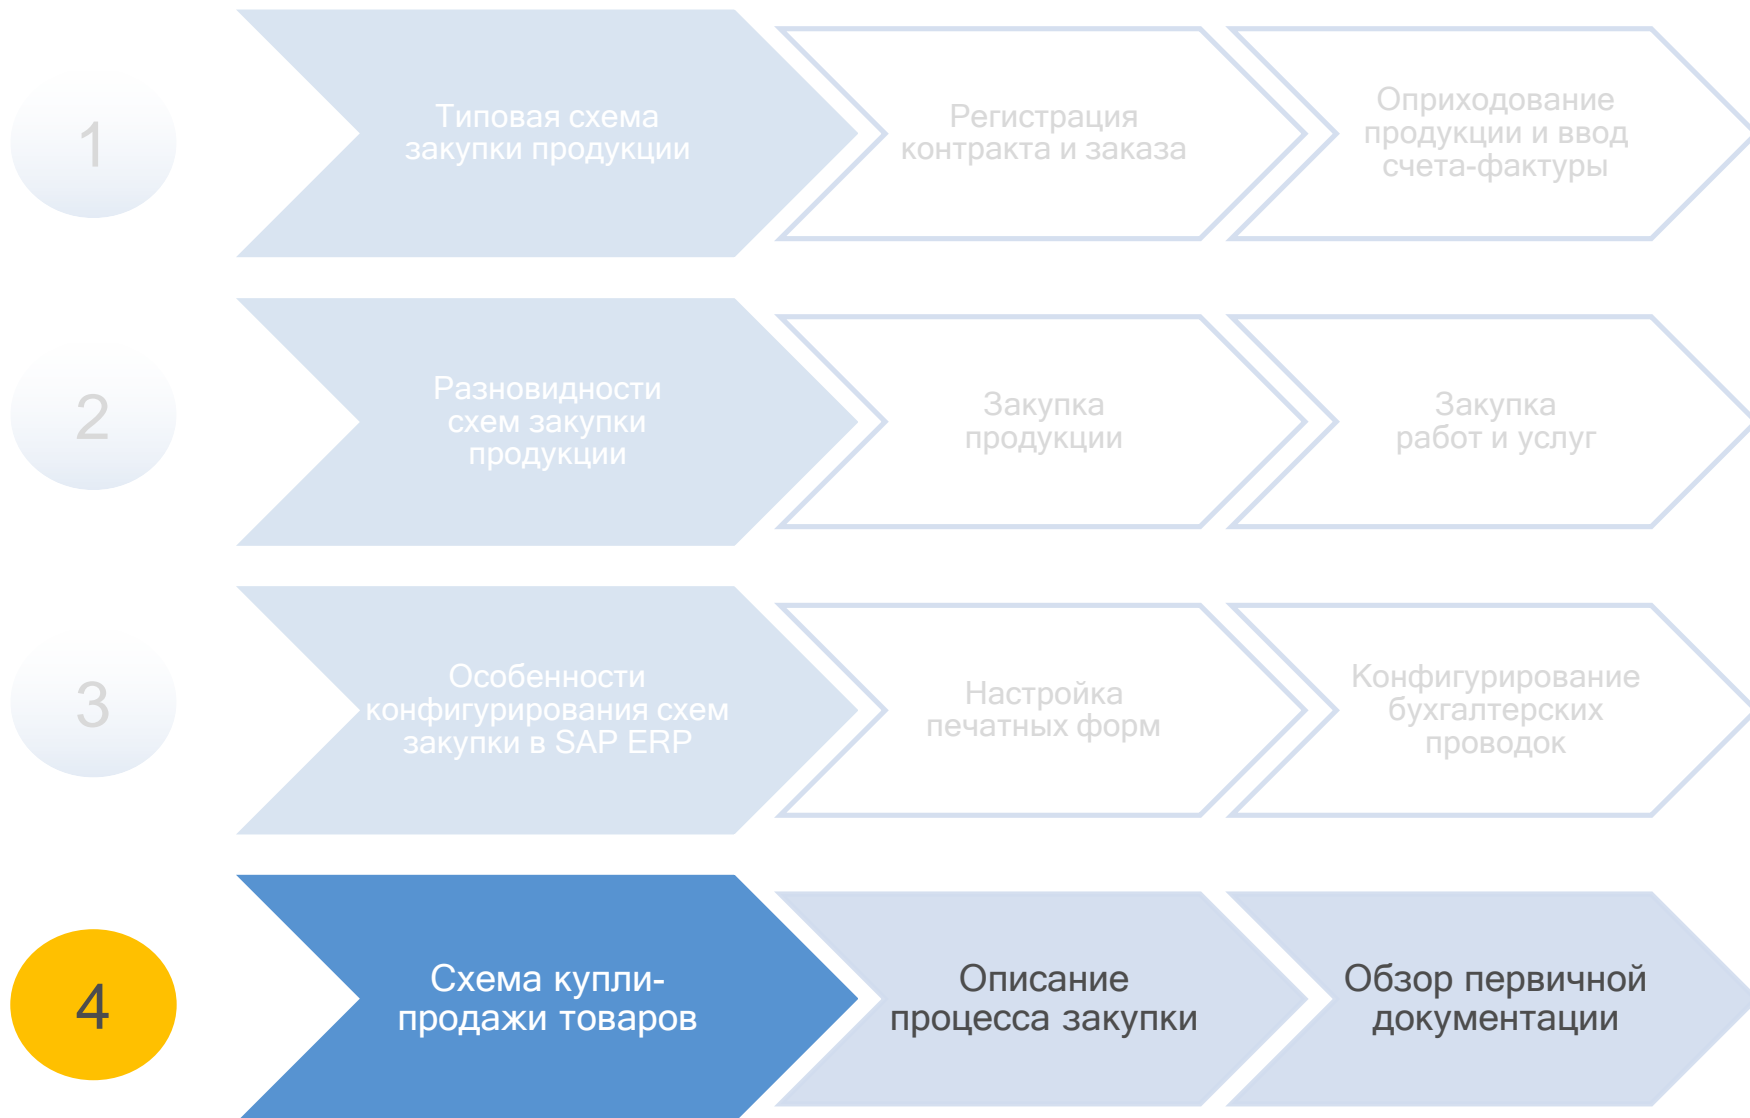 1
Типовая схема
закупки продукции
Регистрация
контракта и заказа
Оприходование
продукции и ввод
счета-фактуры
2
Разновидности
схем закупки
продукции
Закупка
продукции
Закупка
работ и услуг
3
Особенности
конфигурирования схем
закупки в SAP ERP
Настройка
печатных форм
Конфигурирование
бухгалтерских
проводок
4
Схема купли-
продажи товаров
Описание
процесса закупки
Обзор первичной
документации